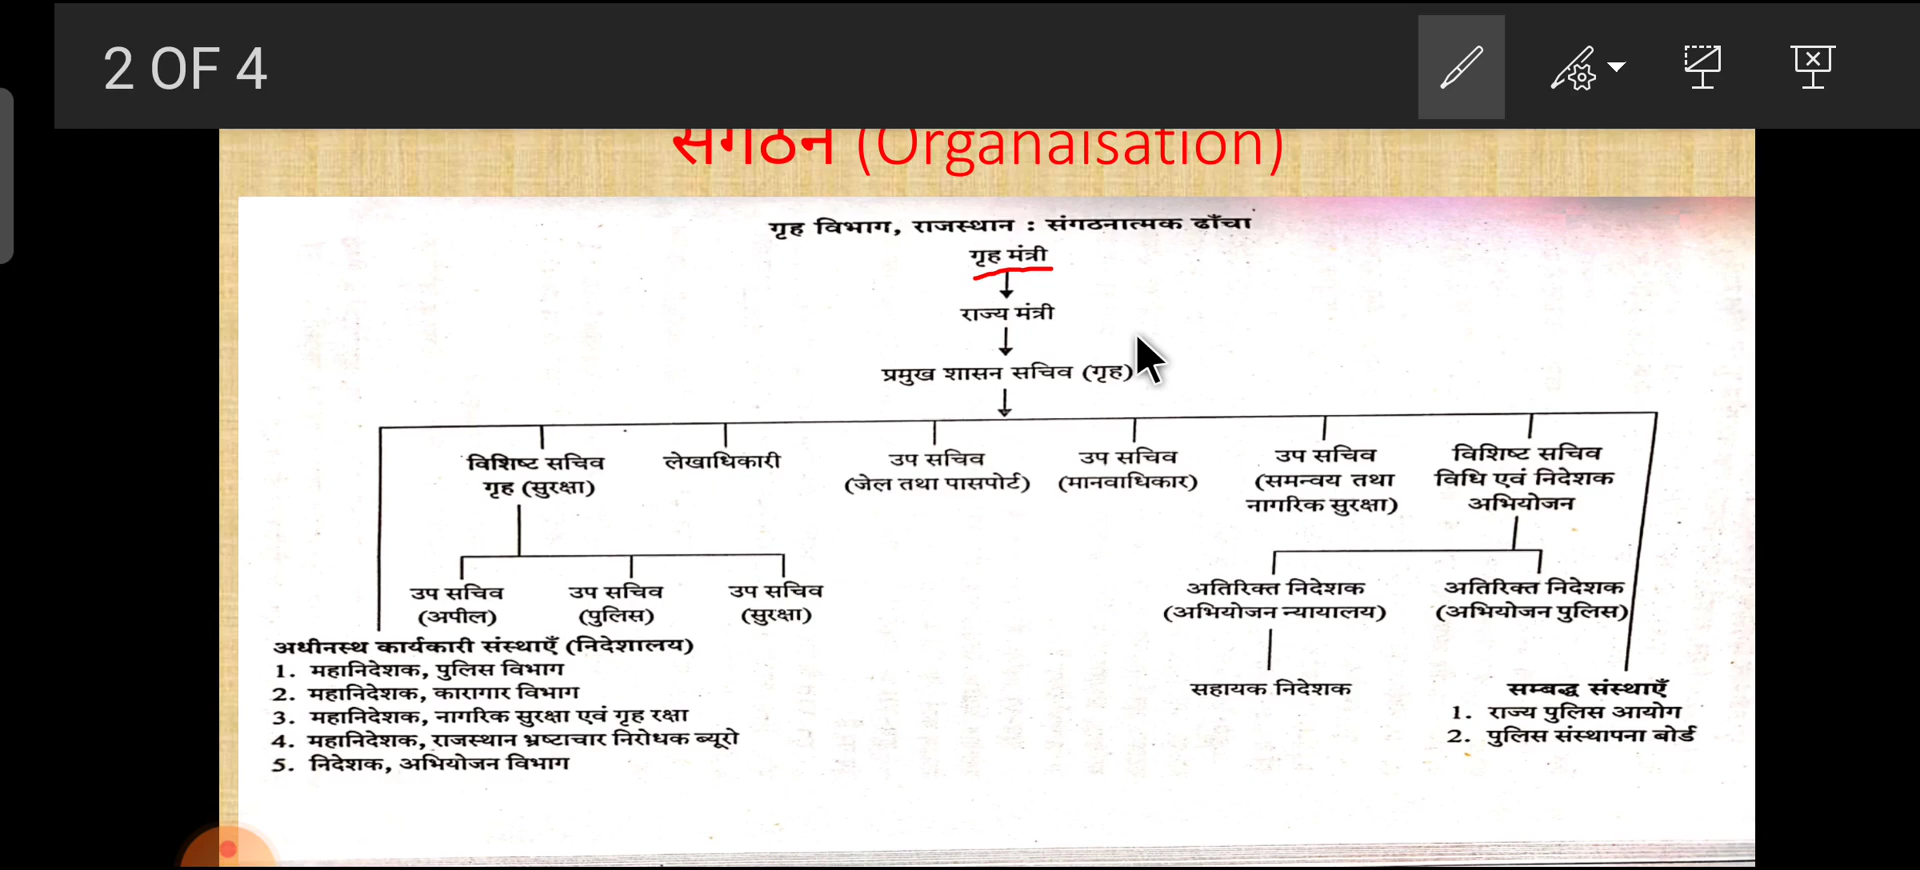 2 OF 4
संगठन (Organaisation)
गृह विभाग, राजस्थान : संगठनात्मक ढाँचा
गृह मंत्री
राज्य मंत्री
प्रमुख शासन सचिव (गृह)
विशिष्ट सचिव
गृह (सुरक्षा)
लेखाधिकारी
उप सचिव
(जेल तथा पासपोर्ट)
उप सचिव
(मानवाधिकार)
उप सचिव
(समन्वय तथा
नागरिक सुरक्षा)
विशिष्ट सचिव
विधि एवं निदेशक
अभियोजन
उप सचिव
(अपील)
उप सचिव
(पुलिस)
उप सचिव
(सुरक्षा)
अतिरिक्त निदेशक
(अभियोजन न्यायालय)
अतिरिक्त निदेशक
(अभियोजन पुलिस)
सहायक निदेशक
अधीनस्थ कार्यकारी संस्थाएँ (निदेशालय)
1. महानिदेशक, पुलिस विभाग
2. महानिदेशक, कारागार विभाग
3. महानिदेशक, नागरिक सुरक्षा एवं गृह रक्षा
4. महानिदेशक, राजस्थान भ्रष्टाचार निरोधक ब्यूरो
5. निदेशक, अभियोजन विभाग
सम्बद्ध संस्थाएँ
1. राज्य पुलिस आयोग
2. पुलिस संस्थापना बोर्ड